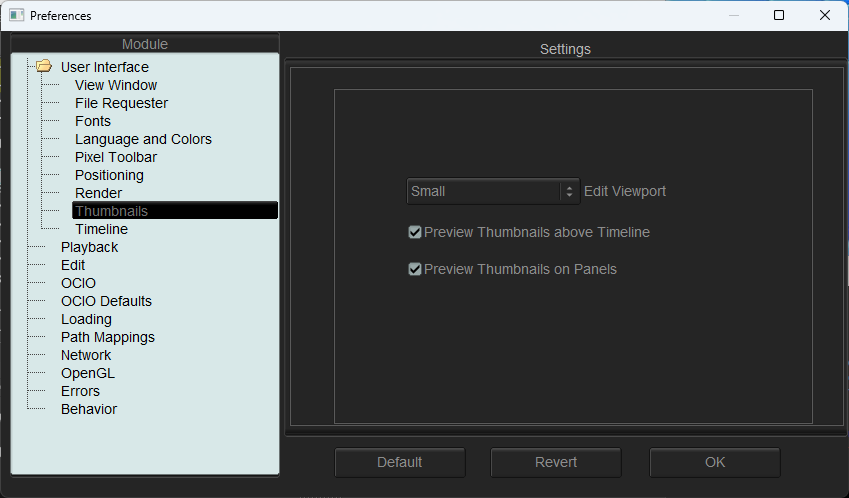 Preferences
Module
User Interface
View Window
File Requester
Fonts
Language and Colors
Pixel Toolbar
Positioning
Render
Thumbnails
Timeline
Playback
Edit
OCIO
OCIO Defaults
Loading
Path Mappings
Network
OpenGL
Errors
Behavior
Settings
Small Edit Viewport
Preview Thumbnails above Timeline
Preview Thumbnails on Panels
Default Revert OK